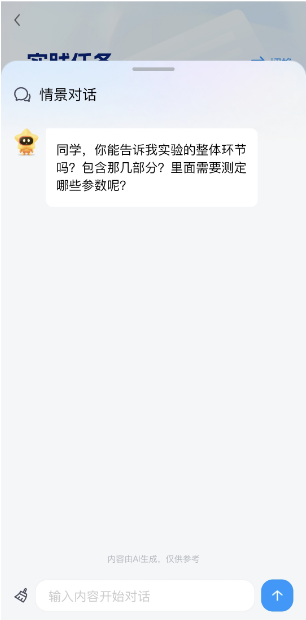 情景对话
同学，你能告诉我实验的整体环节
吗？包含那几部分？里面需要测定
哪些参数呢？
内容由AI生成，仅供参考
输入内容开始对话